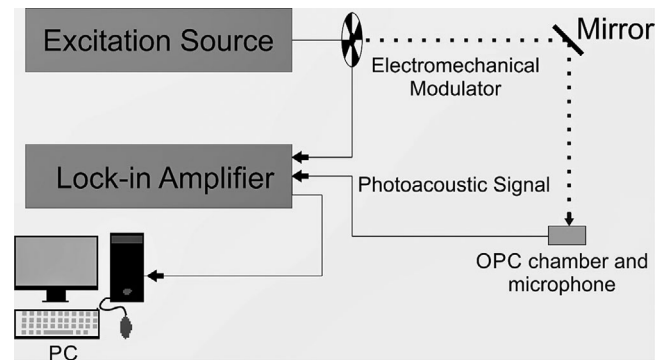 Excitation Source
Mirror
Electromechanical
Modulator
Lock-in Amplifier
Photoacoustic Signal
OPC chamber and
microphone
PC